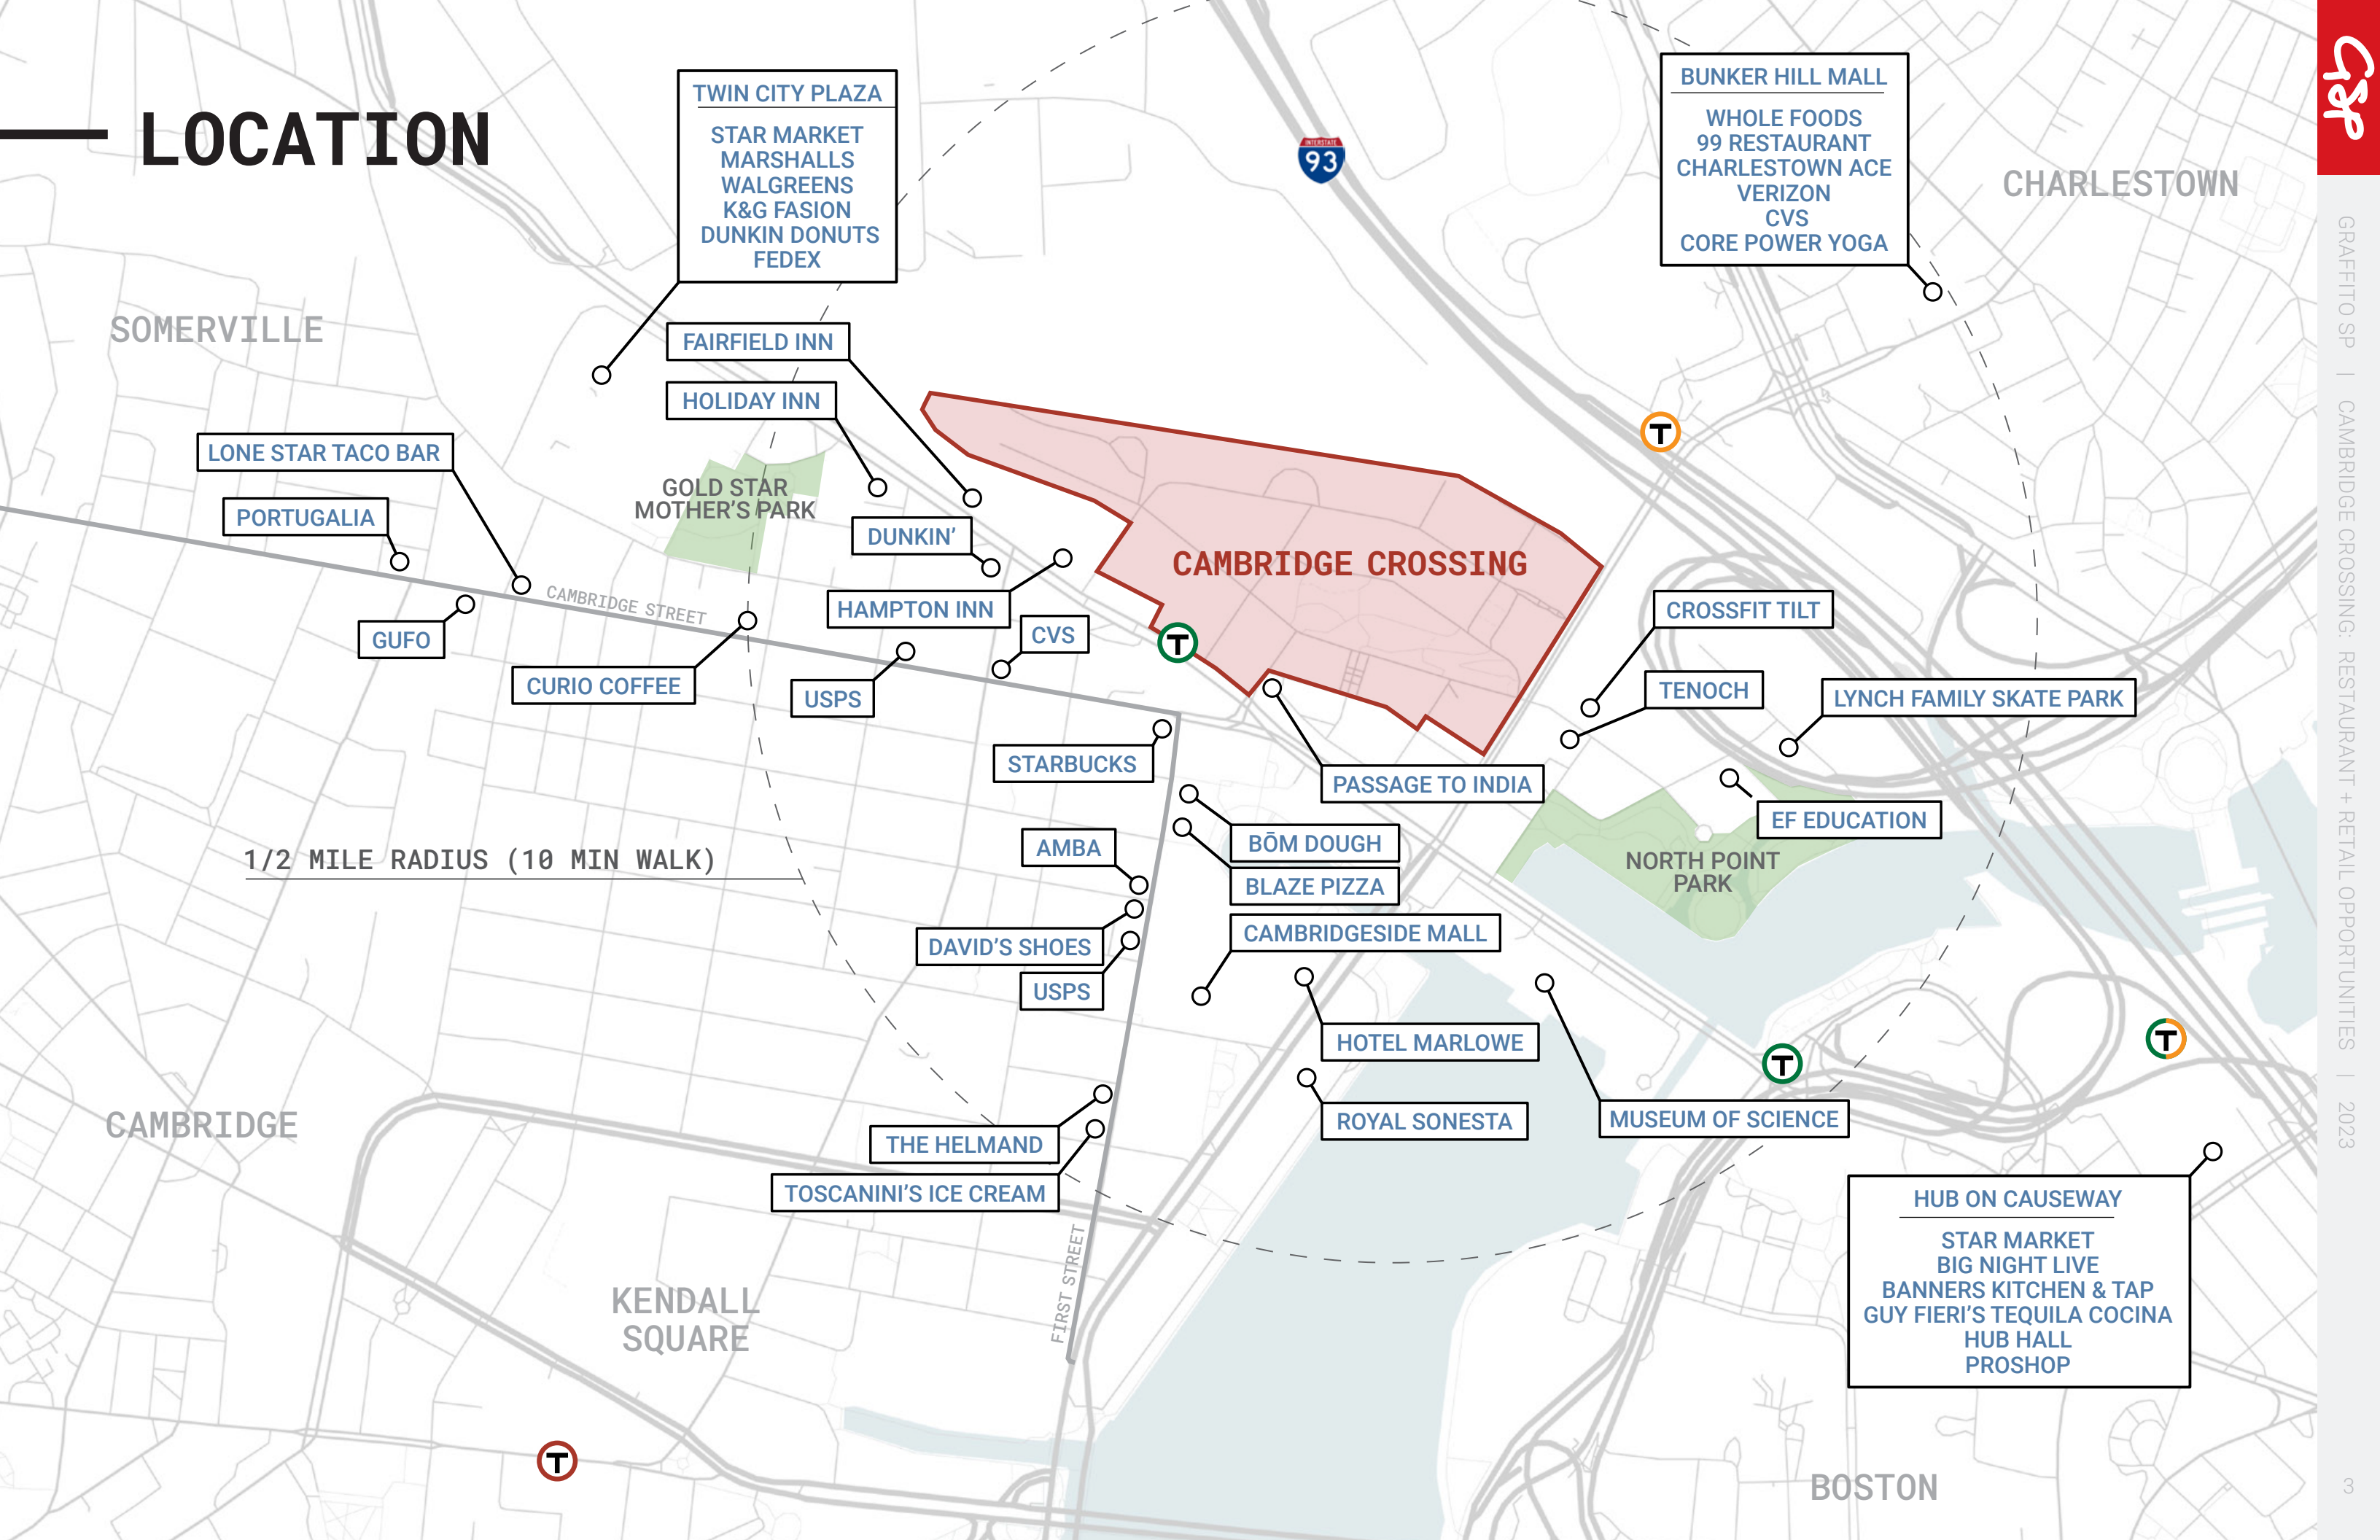 LOCATION
TWIN CITY PLAZA
STAR MARKET
MARSHALLS
WALGREENS
K&G FASION
DUNKIN DONUTS
FEDEX
INTERSTATE
93
BUNKER HILL MALL
WHOLE FOODS
99 RESTAURANT
CHARLESTOWN ACE
VERIZON
CVS
CORE POWER YOGA
CHARLESTOWN
GSP
SOMERVILLE
FAIRFIELD INN
HOLIDAY INN
LONE STAR TACO BAR
PORTUGALIA
GOLD STAR
MOTHER'S PARK
DUNKIN'
T
CAMBRIDGE CROSSING
HAMPTON INN
CAMBRIDGE STREET
GUFO
CURIO COFFEE
USPS
CVS
T
CROSSFIT TILT
TENOCH
LYNCH FAMILY SKATE PARK
STARBUCKS
PASSAGE TO INDIA
EF EDUCATION
1/2 MILE RADIUS (10 MIN WALK)
AMBA
BŌM DOUGH
BLAZE PIZZA
NORTH POINT
PARK
DAVID'S SHOES
USPS
CAMBRIDGESIDE MALL
HOTEL MARLOWE
ROYAL SONESTA
MUSEUM OF SCIENCE
T
T
CAMBRIDGE
THE HELMAND
TOSCANINI'S ICE CREAM
FIRST STREET
KENDALL
SQUARE
HUB ON CAUSEWAY
STAR MARKET
BIG NIGHT LIVE
BANNERS KITCHEN & TAP
GUY FIERI'S TEQUILA COCINA
HUB HALL
PROSHOP
T
BOSTON
GRAFFITO SP | CAMBRIDGE CROSSING: RESTAURANT + RETAIL OPPORTUNITIES | 2023
3